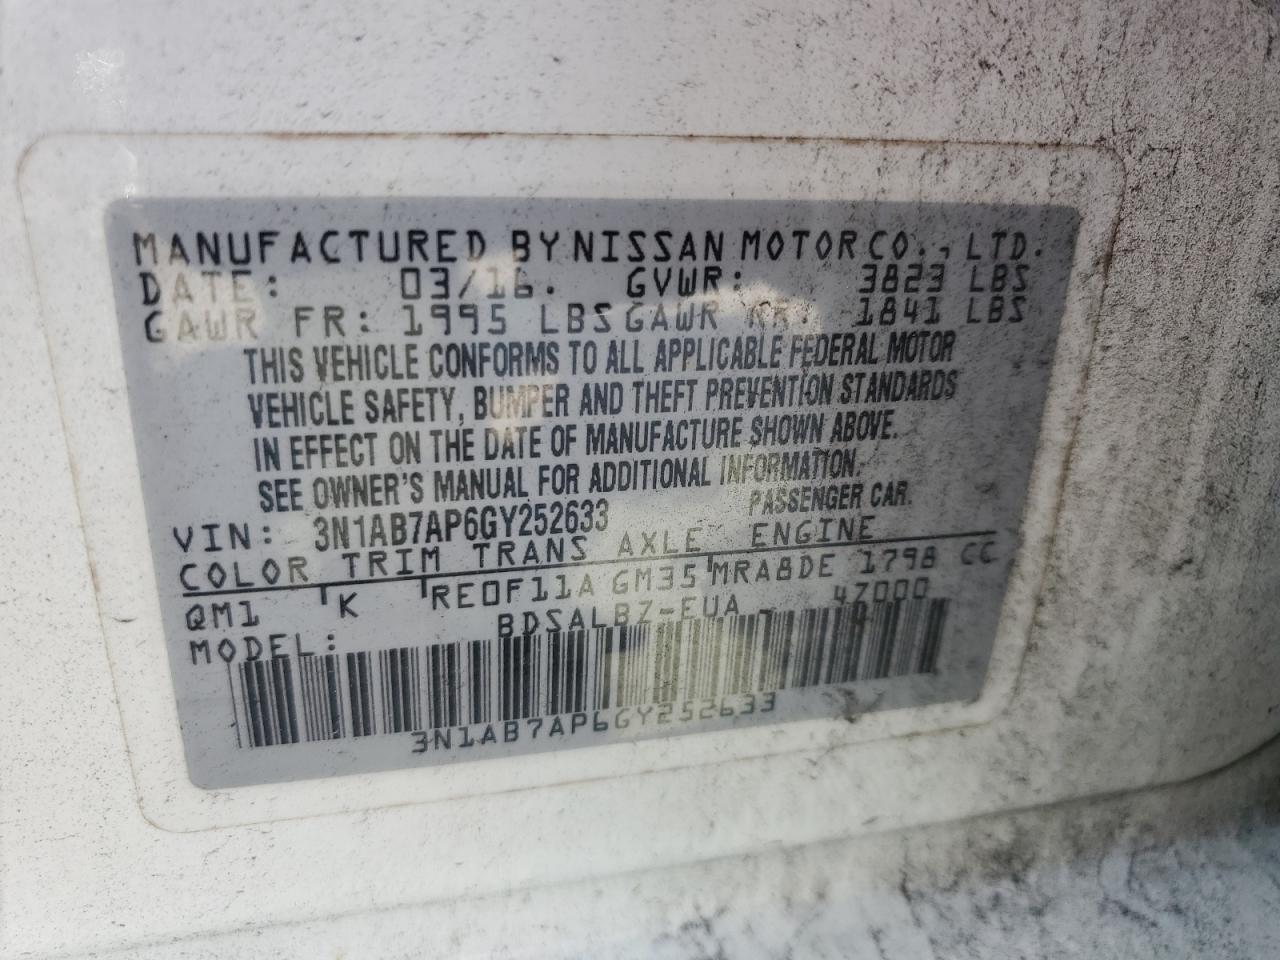 MANUFACTURED BY NISSAN MOTOR CO., LTD.
DATE: 03/16. GVWR: 3823 LBS
GAWR FR: 1995 LBS GAWR RR: 1841 LBS
THIS VEHICLE CONFORMS TO ALL APPLICABLE FEDERAL MOTOR
VEHICLE SAFETY, BUMPER AND THEFT PREVENTION STANDARDS
IN EFFECT ON THE DATE OF MANUFACTURE SHOWN ABOVE.
SEE OWNER'S MANUAL FOR ADDITIONAL INFORMATION.
VIN: 3N1AB7AP6GY252633 PASSENGER CAR.
COLOR TRIM TRANS AXLE ENGINE
QM1 K RE0F11A GM35 MRA8DE 1798 CC
MODEL: BDSALBZ-EUA 47000
3N1AB7AP6GY252633